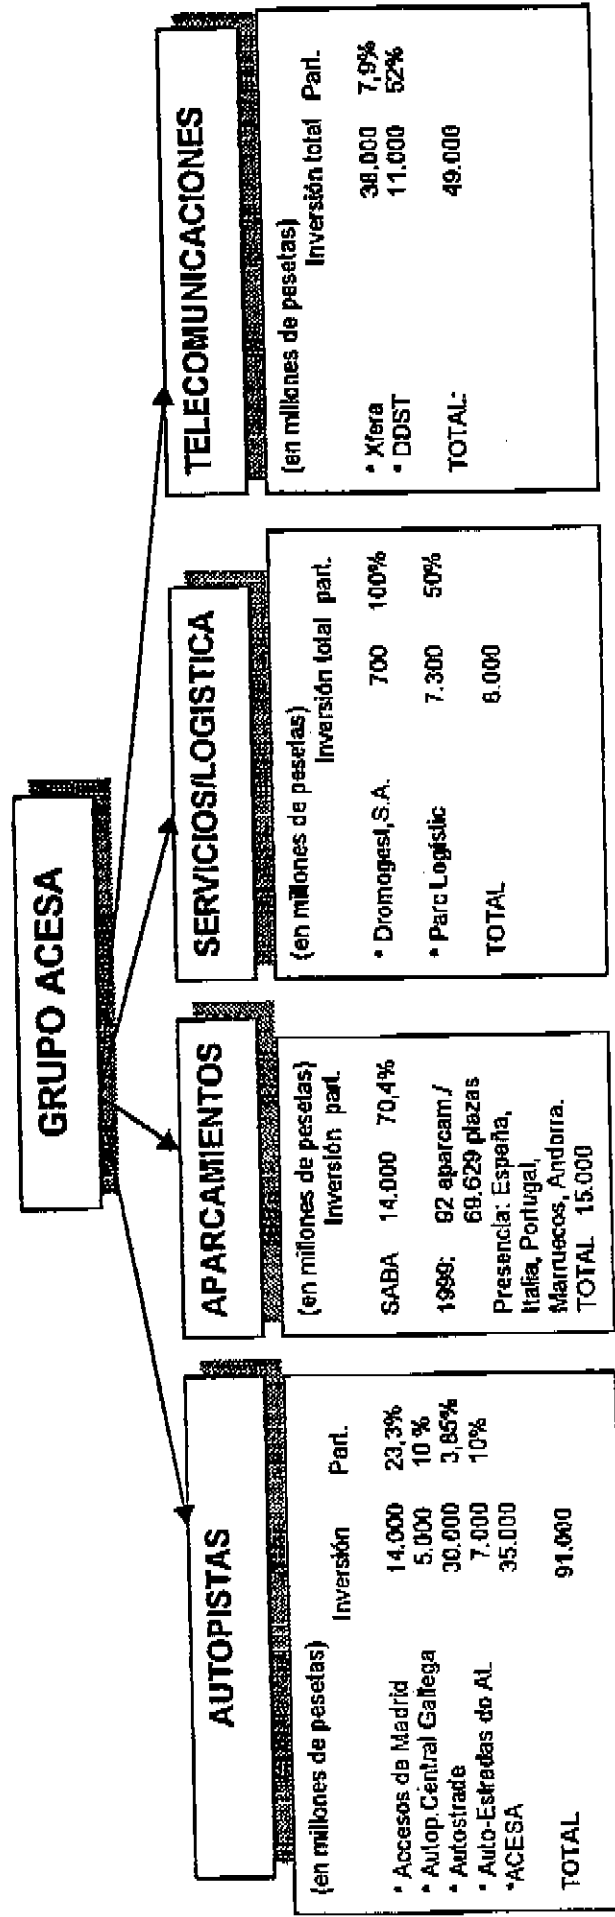 GRUPO ACESA
AUTOPISTAS
(en millones de pesetas)
Inversión Part.
* Accesos de Madrid 14.000 23,3%
* Autop.Central Gallega 5.000 10 %
* Autostrade 30.000 3,85%
* Auto-Estradas do At. 7.000 10%
*ACESA 35.000
TOTAL 91.000
APARCAMIENTOS
(en millones de pesetas)
Inversión part.
SABA 14.000 70,4%
1999: 92 aparcam./
69.629 plazas
Presencia: España,
Italia, Portugal,
Marruecos, Andorra.
TOTAL 15.000
SERVICIOS/LOGISTICA
(en millones de pesetas)
Inversión total part.
* Dromogest,S.A. 700 100%
* Parc Logístic 7.300 50%
TOTAL 8.000
TELECOMUNICACIONES
(en millones de pesetas)
Inversión total Part.
* Xfera 38.000 7,9%
* DDST 11.000 52%
TOTAL: 49.000